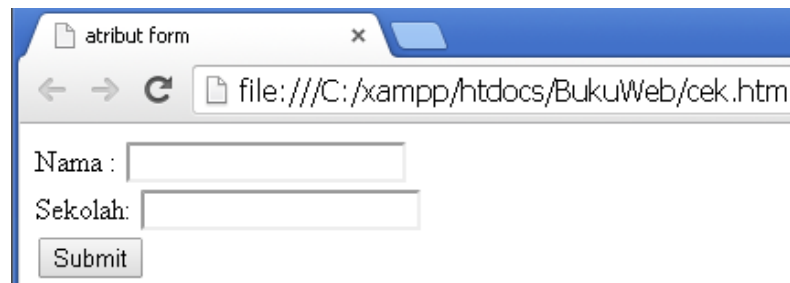 atribut form
file:///C:/xampp/htdocs/BukuWeb/cek.htm
Nama :
Sekolah:
Submit